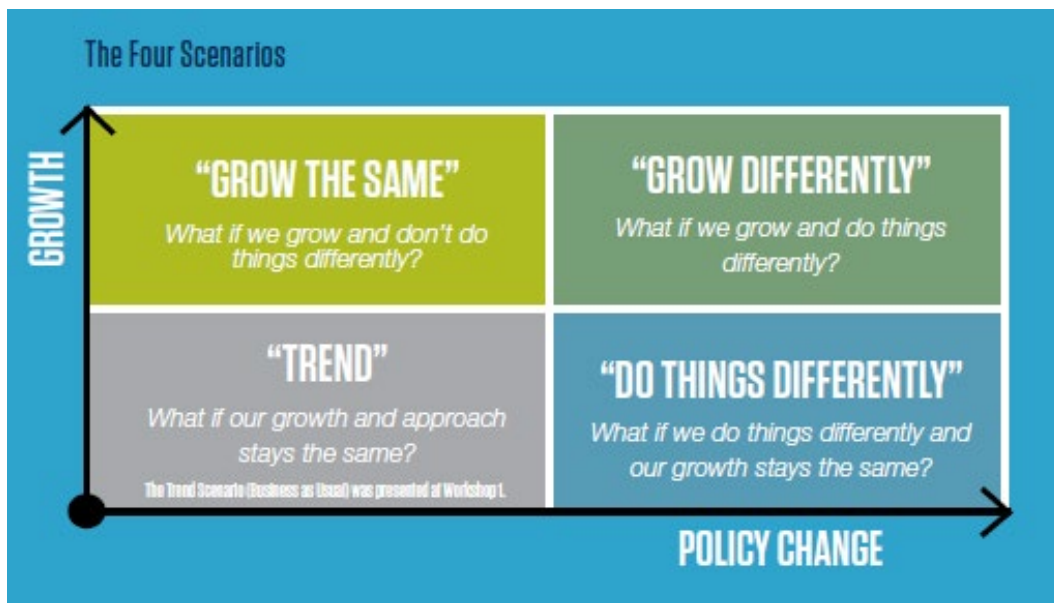 The Four Scenarios
GROWTH
“GROW THE SAME”
What if we grow and don't do
things differently?
“GROW DIFFERENTLY”
What if we grow and do things
differently?
“TREND”
What if our growth and approach
stays the same?
The Trend Scenario (Business as Usual) was presented at Workshop 1.
“DO THINGS DIFFERENTLY”
What if we do things differently and
our growth stays the same?
POLICY CHANGE